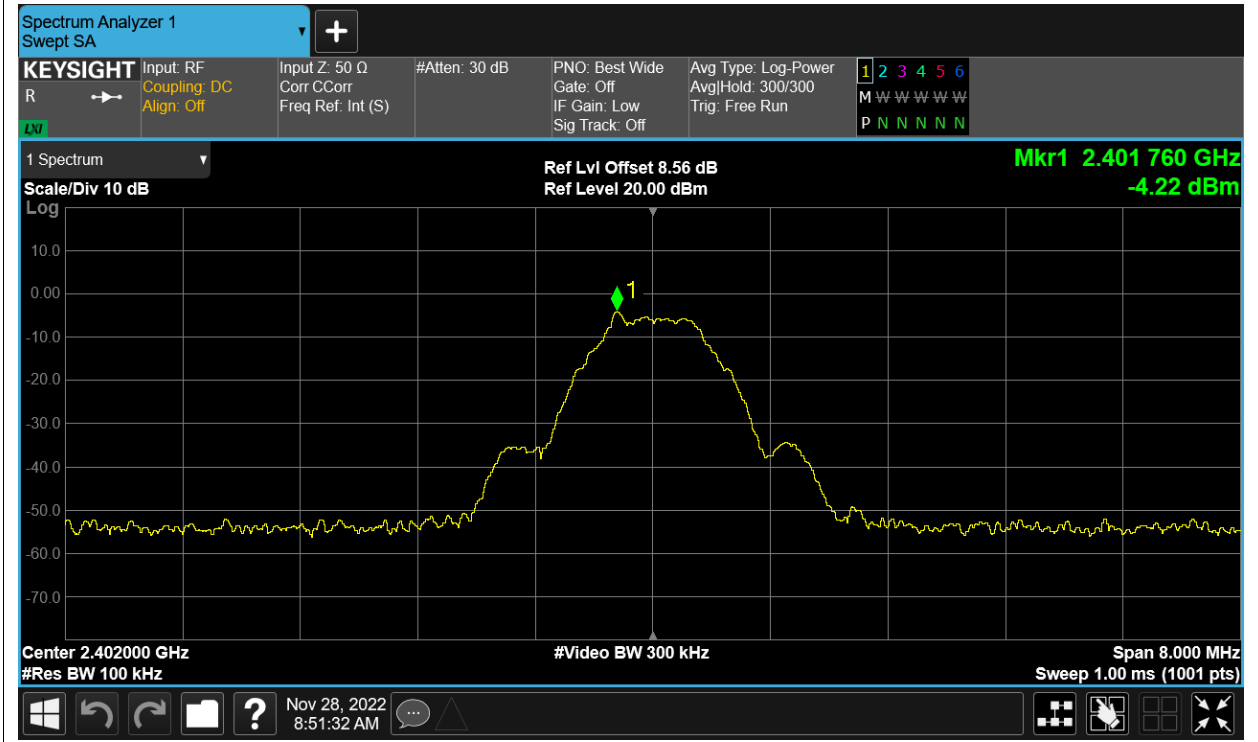 Spectrum Analyzer 1
Swept SA
KEYSIGHT
R
LXI
Input: RF
Coupling: DC
Align: Off
Input Z: 50 Ω
Corr CCorr
Freq Ref: Int (S)
#Atten: 30 dB
PNO: Best Wide
Gate: Off
IF Gain: Low
Sig Track: Off
Avg Type: Log-Power
Avg|Hold: 300/300
Trig: Free Run
1 2 3 4 5 6
M W W W W W
P N N N N N
1 Spectrum
Scale/Div 10 dB
Log
Ref Lvl Offset 8.56 dB
Ref Level 20.00 dBm
Mkr1 2.401 760 GHz
-4.22 dBm
10.0
0.00
-10.0
-20.0
-30.0
-40.0
-50.0
-60.0
-70.0
1
Center 2.402000 GHz
#Video BW 300 kHz
Span 8.000 MHz
#Res BW 100 kHz
Sweep 1.00 ms (1001 pts)
?
Nov 28, 2022
8:51:32 AM